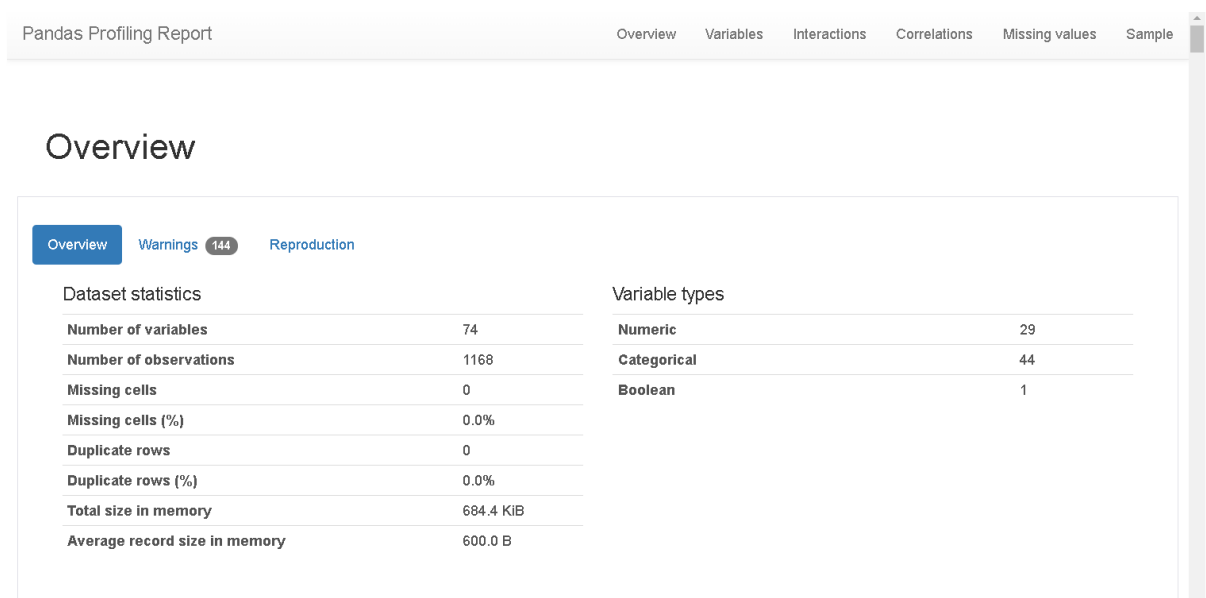 Pandas Profiling Report Overview Variables Interactions Correlations Missing values Sample
Overview
Overview Warnings 144 Reproduction
Dataset statistics
Number of variables 74
Number of observations 1168
Missing cells 0
Missing cells (%) 0.0%
Duplicate rows 0
Duplicate rows (%) 0.0%
Total size in memory 684.4 KiB
Average record size in memory 600.0 B
Variable types
Numeric 29
Categorical 44
Boolean 1